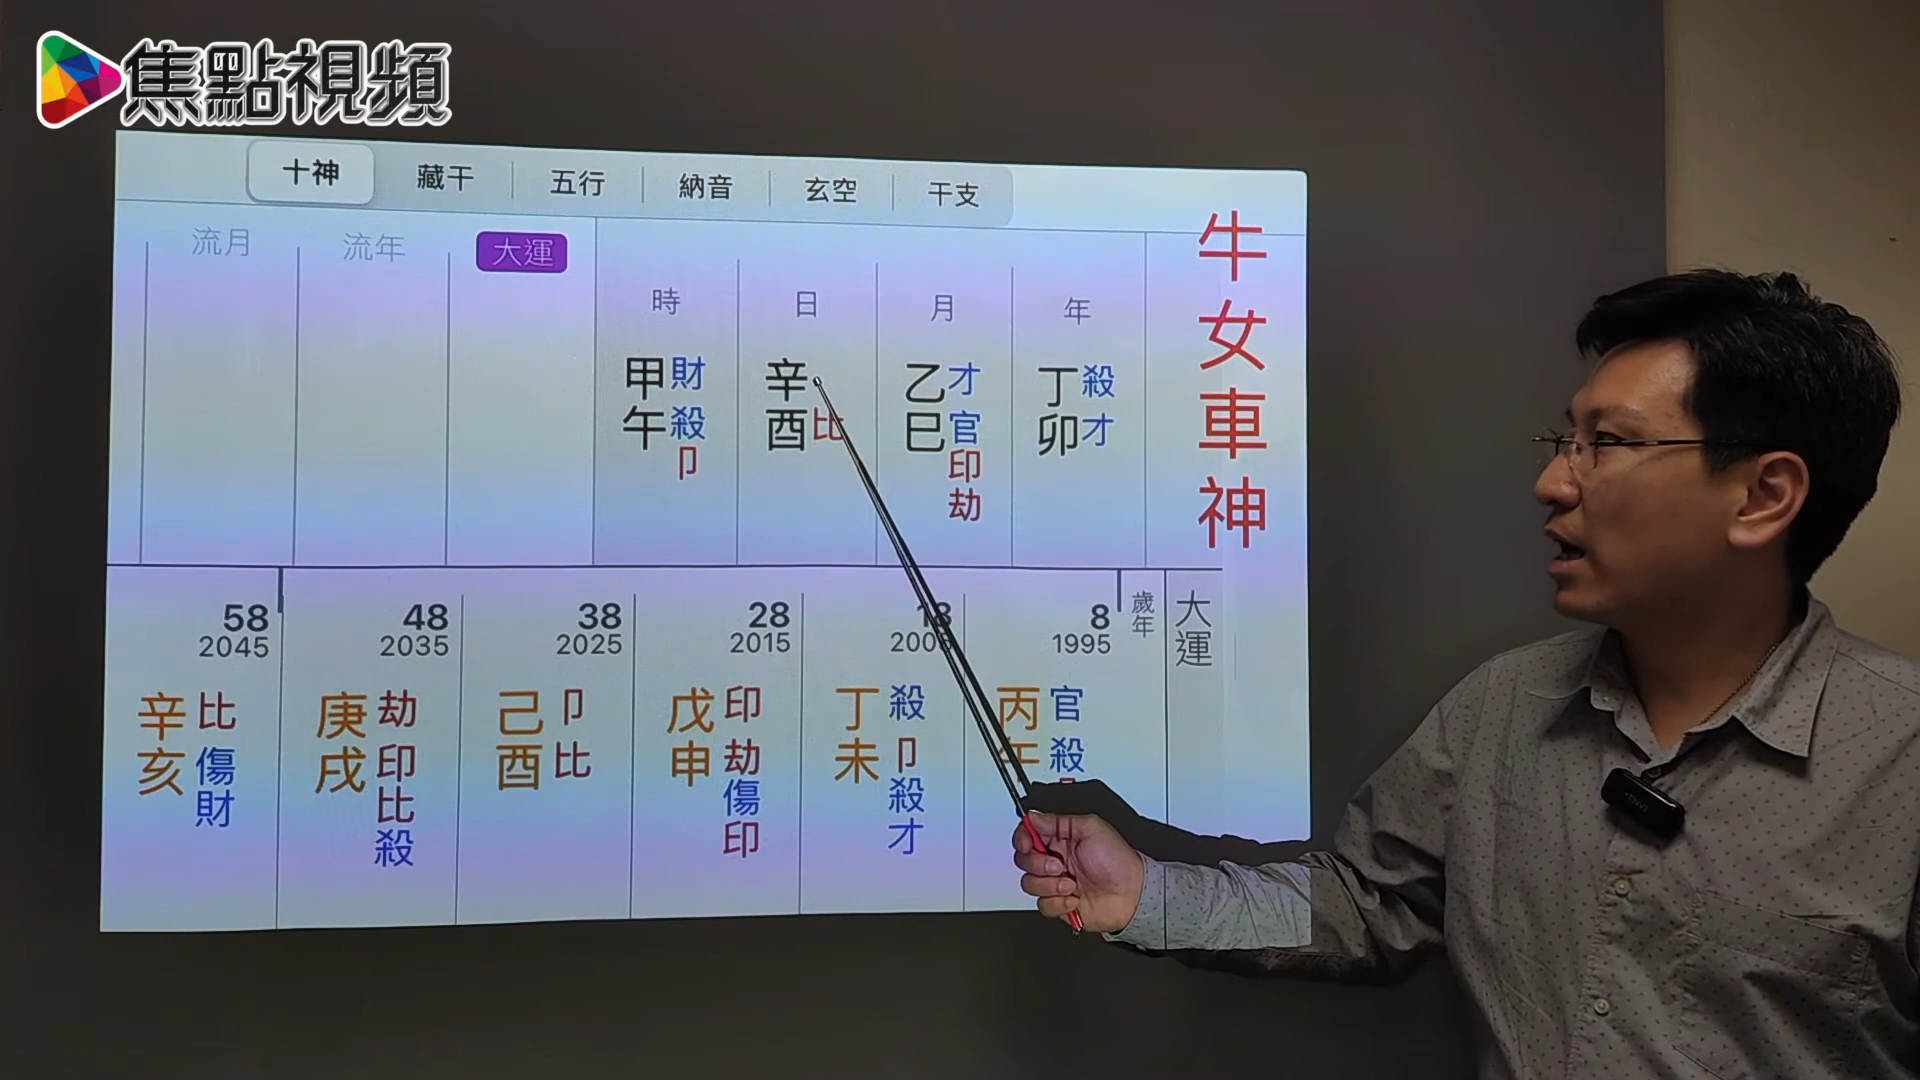 焦點視頻
十神 藏干 五行 納音 玄空 干支
牛女車神
流月 流年 大運
時 日 月 年
甲財 辛 乙才 丁殺
午殺 酉比 巳官 卯才
卩 印
劫
大運
歲年
58 48 38 28 18 8
2045 2035 2025 2015 1995
辛比 庚劫 己卩 戊印 丁殺 丙官
亥傷 戌印 酉比 申劫 未卩 午殺
財 比 傷 殺
殺 印 才